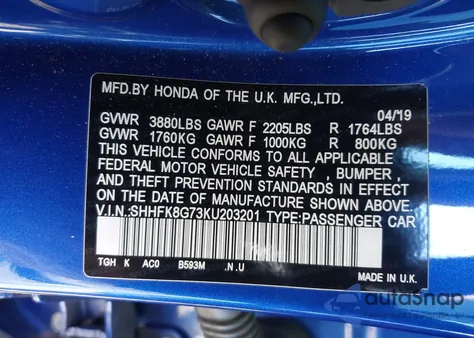 MFD.BY HONDA OF THE U.K. MFG.,LTD.
04/19
GVWR 3880LBS GAWR F 2205LBS R 1764LBS
GVWR 1760KG GAWR F 1000KG R 800KG
THIS VEHICLE CONFORMS TO ALL APPLICABLE
FEDERAL MOTOR VEHICLE SAFETY , BUMPER ,
AND THEFT PREVENTION STANDARDS IN EFFECT
ON THE DATE OF MANUFACTURE SHOWN ABOVE.
V.I.N:SHHFK8G73KU203201 TYPE:PASSENGER CAR
TGH K AC0 B593M .N.U
MADE IN U.K.
autosnap